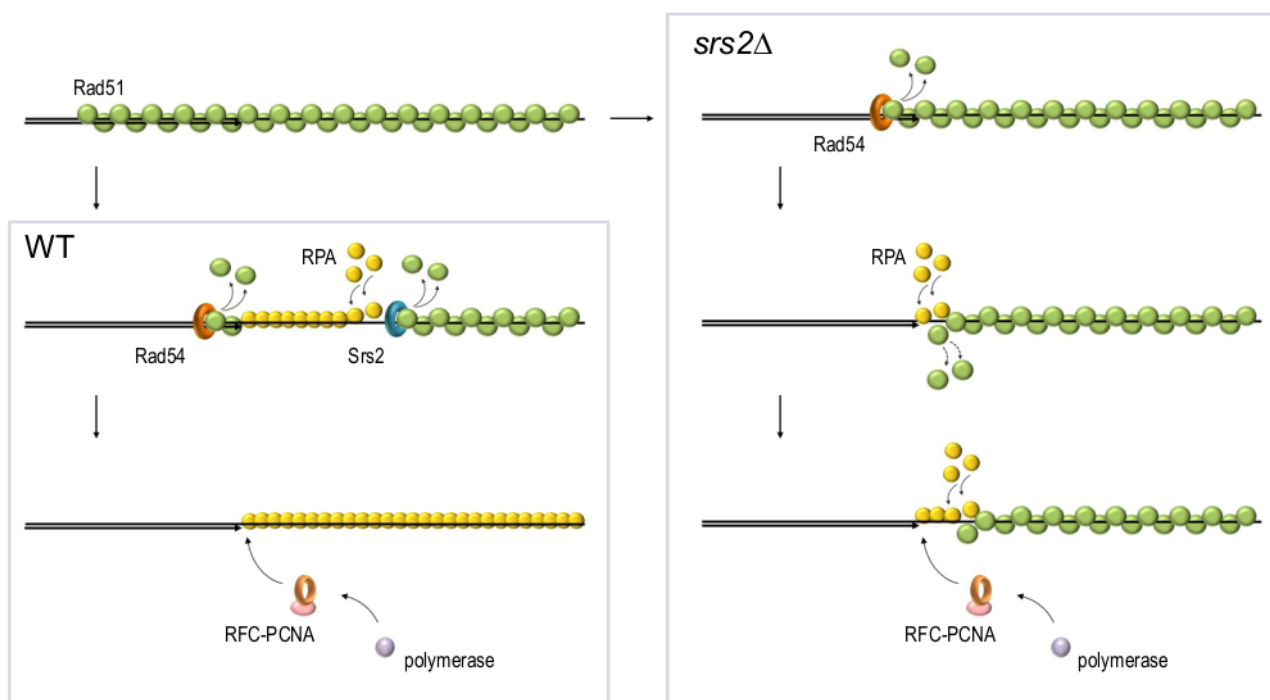 Rad51
WT
RPA
Rad54
Srs2
RFC-PCNA
polymerase
srs2Δ
Rad54
RPA
RFC-PCNA
polymerase